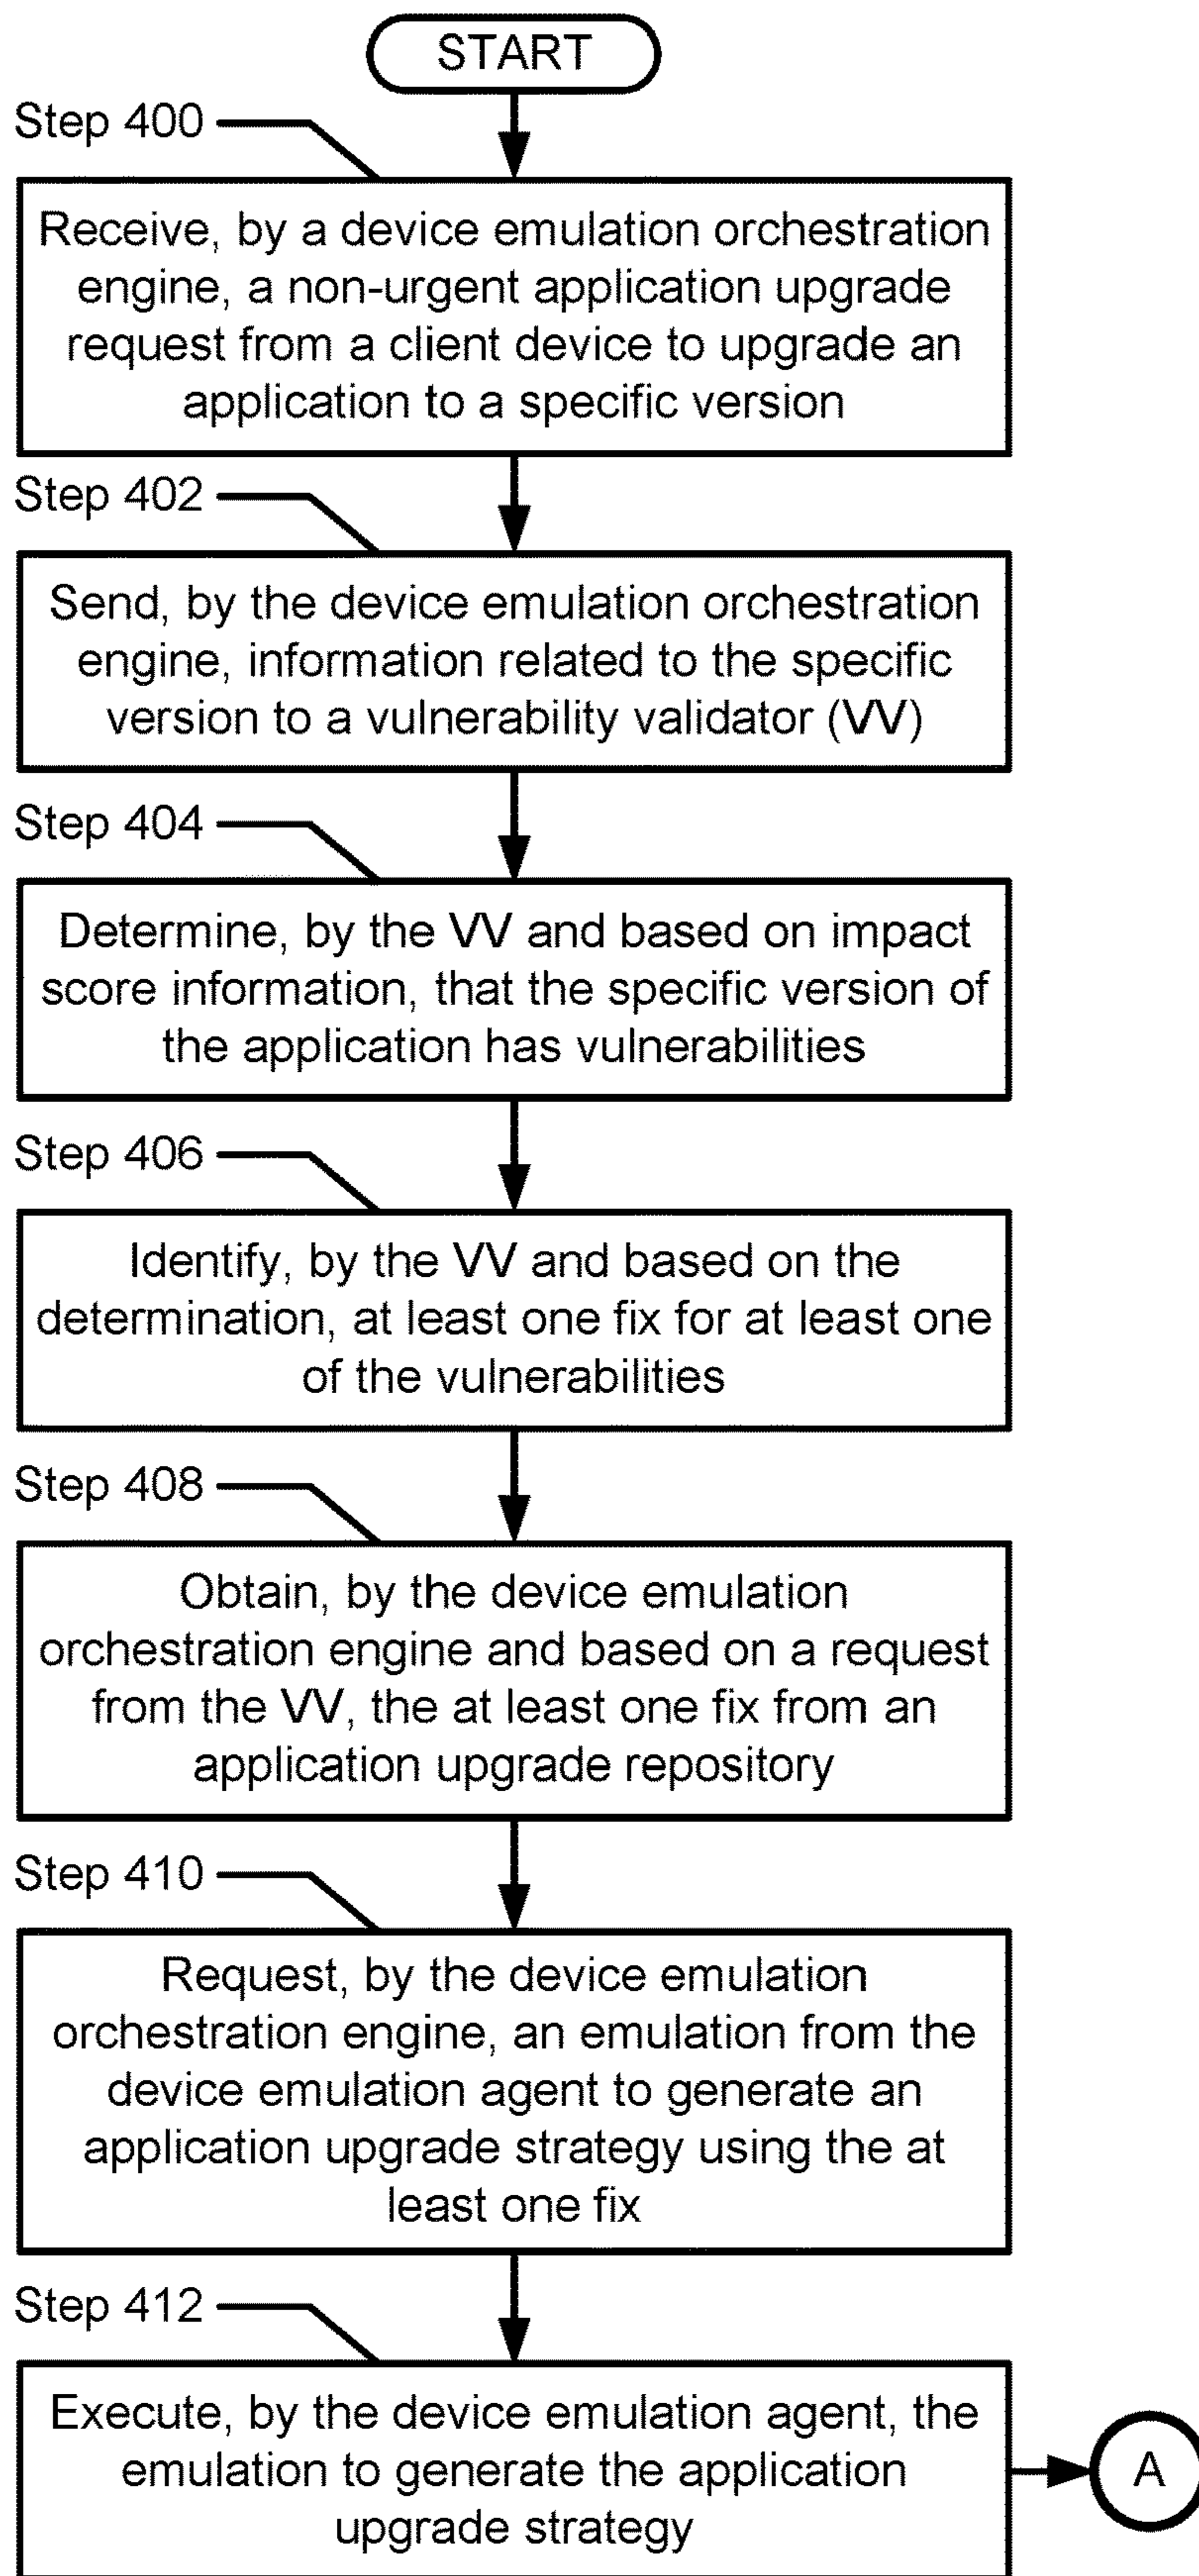 START
Step 400
Receive, by a device emulation orchestration
engine, a non-urgent application upgrade
request from a client device to upgrade an
application to a specific version
Step 402
Send, by the device emulation orchestration
engine, information related to the specific
version to a vulnerability validator (VV)
Step 404
Determine, by the VV and based on impact
score information, that the specific version of
the application has vulnerabilities
Step 406
Identify, by the VV and based on the
determination, at least one fix for at least one
of the vulnerabilities
Step 408
Obtain, by the device emulation
orchestration engine and based on a request
from the VV, the at least one fix from an
application upgrade repository
Step 410
Request, by the device emulation
orchestration engine, an emulation from the
device emulation agent to generate an
application upgrade strategy using the at
least one fix
Step 412
Execute, by the device emulation agent, the
emulation to generate the application
upgrade strategy
A